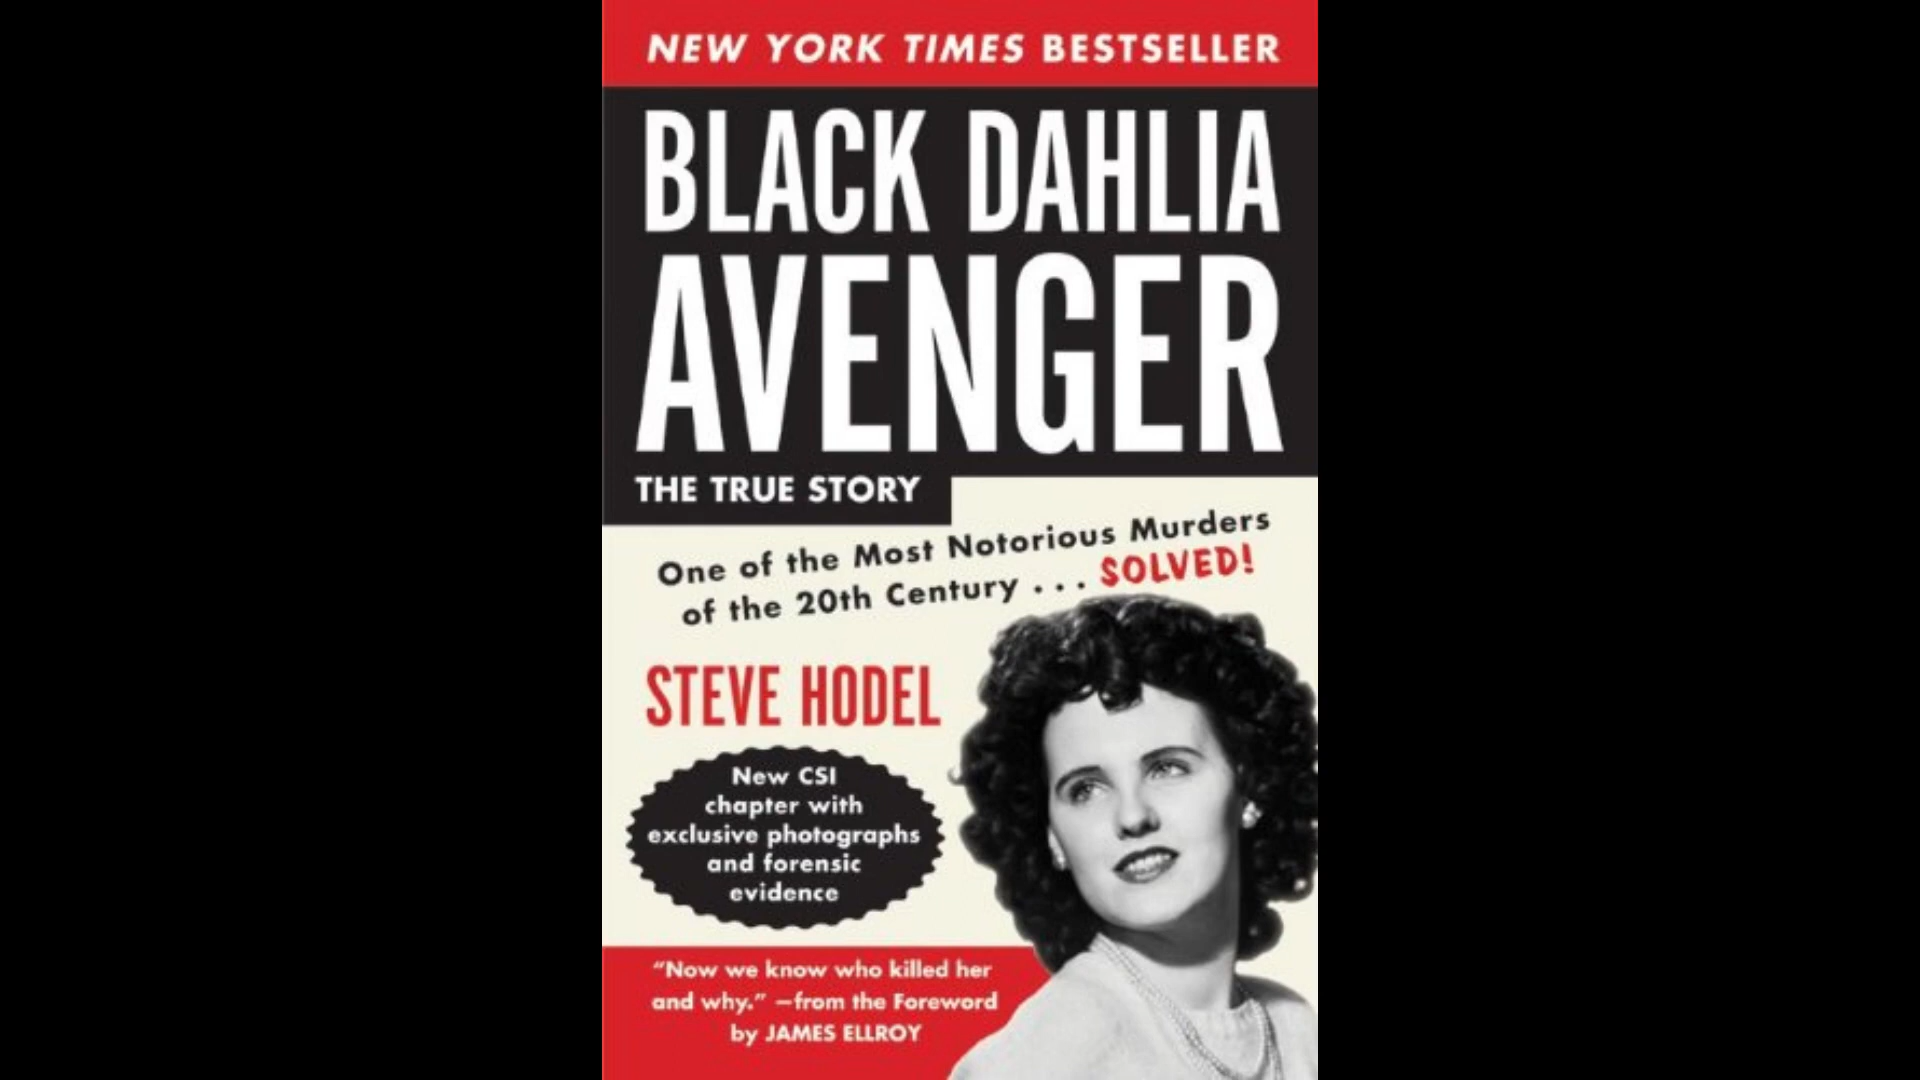 NEW YORK TIMES BESTSELLER
BLACK DAHLIA
AVENGER
THE TRUE STORY
One of the Most Notorious Murders
of the 20th Century . . . SOLVED!
STEVE HODEL
New CSI
chapter with
exclusive photographs
and forensic
evidence
“Now we know who killed her
and why.” —from the Foreword
by JAMES ELLROY